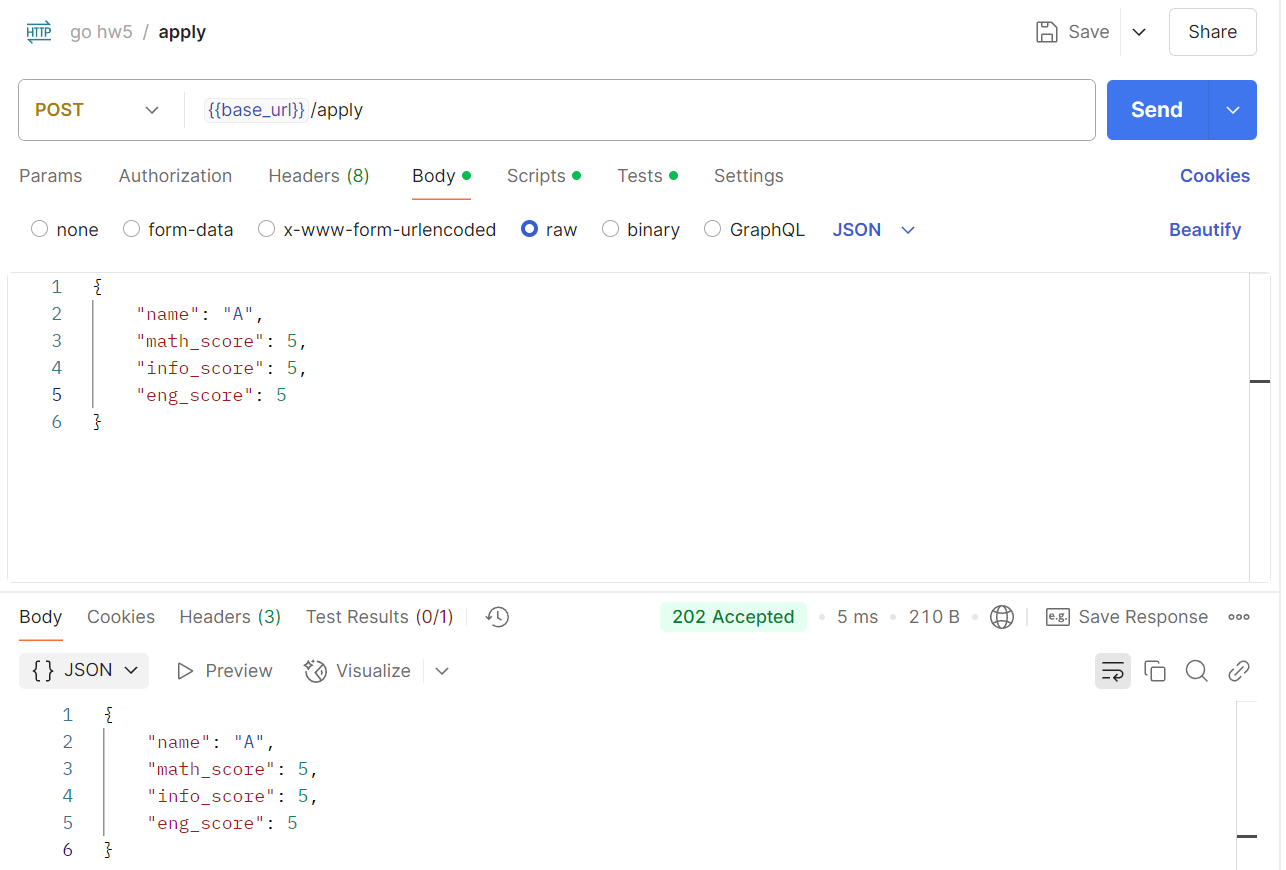 HTTP go hw5 / apply Save Share
POST {{base_url}} /apply Send
Params Authorization Headers (8) Body Scripts Tests Settings Cookies
none form-data x-www-form-urlencoded raw binary GraphQL JSON Beautify
1 {
2 "name": "A",
3 "math_score": 5,
4 "info_score": 5,
5 "eng_score": 5
6 }
Body Cookies Headers (3) Test Results (0/1) 202 Accepted • 5 ms • 210 B • e.g. Save Response
{} JSON Preview Visualize
1 {
2 "name": "A",
3 "math_score": 5,
4 "info_score": 5,
5 "eng_score": 5
6 }